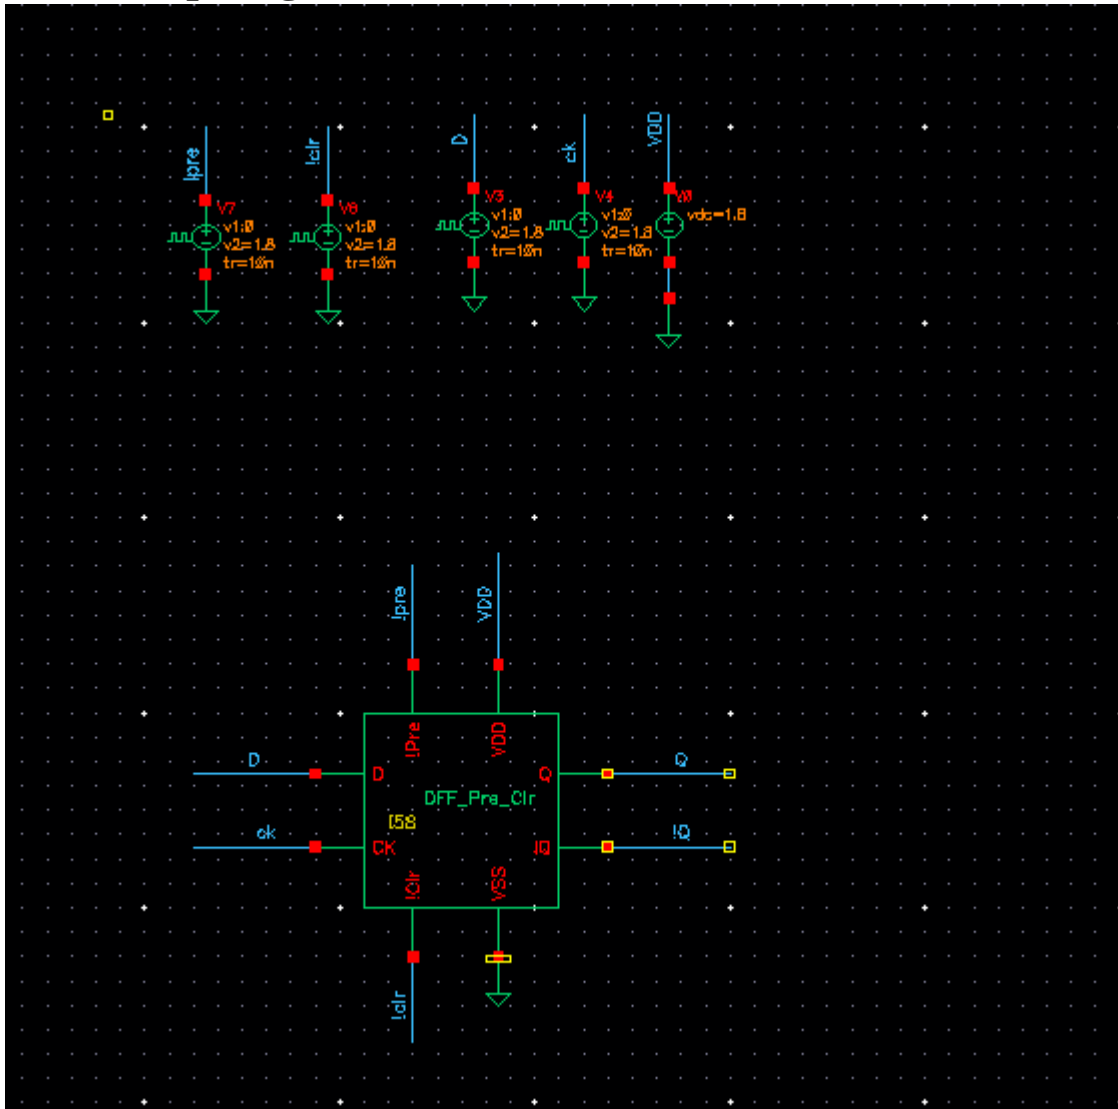 !pre
!clr
D
ck
VDD
V7
v1:0
v2=1.8
tr=10n
V6
v1:0
v2=1.8
tr=10n
V3
v1:0
v2=1.8
tr=10n
V4
v1:0
v2=1.8
tr=10n
V0
vdc=1.8
!pre
VDD
!Pre
VDD
D
D
Q
Q
DFF_Pre_Clr
I58
ck
CK
!Q
!Q
!Clr
VSS
!clr